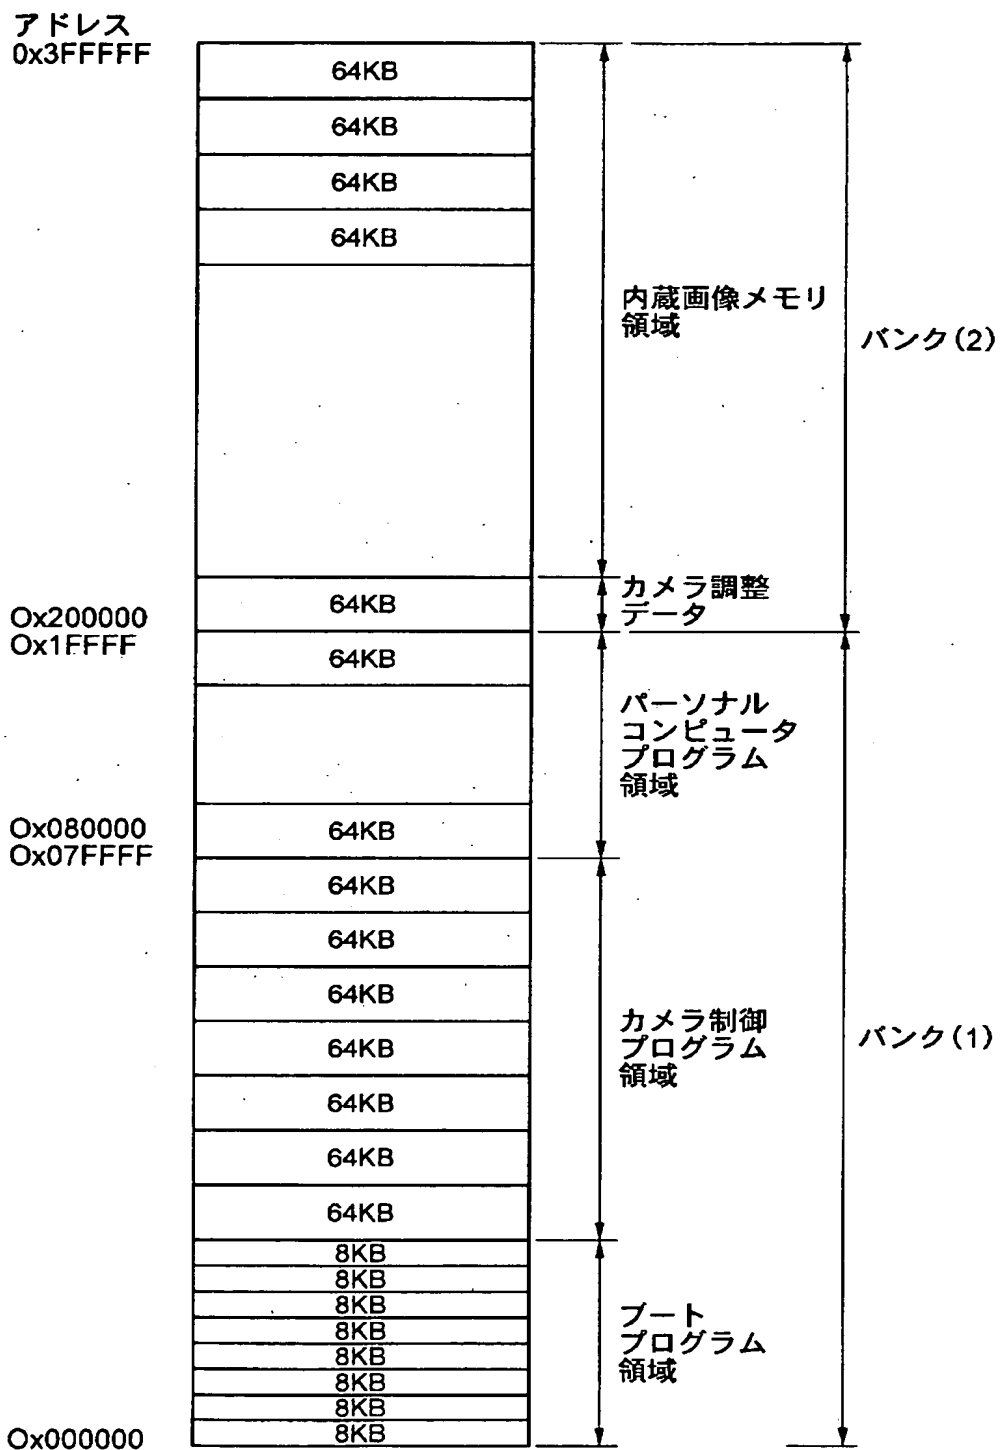 アドレス
0x3FFFFF
64KB
64KB
64KB
64KB
内蔵画像メモリ
領域
バンク(2)
カメラ調整
データ
64KB
0x200000
0x1FFFF
64KB
パーソナル
コンピュータ
プログラム
領域
0x080000
0x07FFFF
64KB
64KB
64KB
64KB
64KB
64KB
64KB
64KB
カメラ制御
プログラム
領域
バンク(1)
8KB
8KB
8KB
8KB
8KB
8KB
8KB
8KB
ブート
プログラム
領域
0x000000